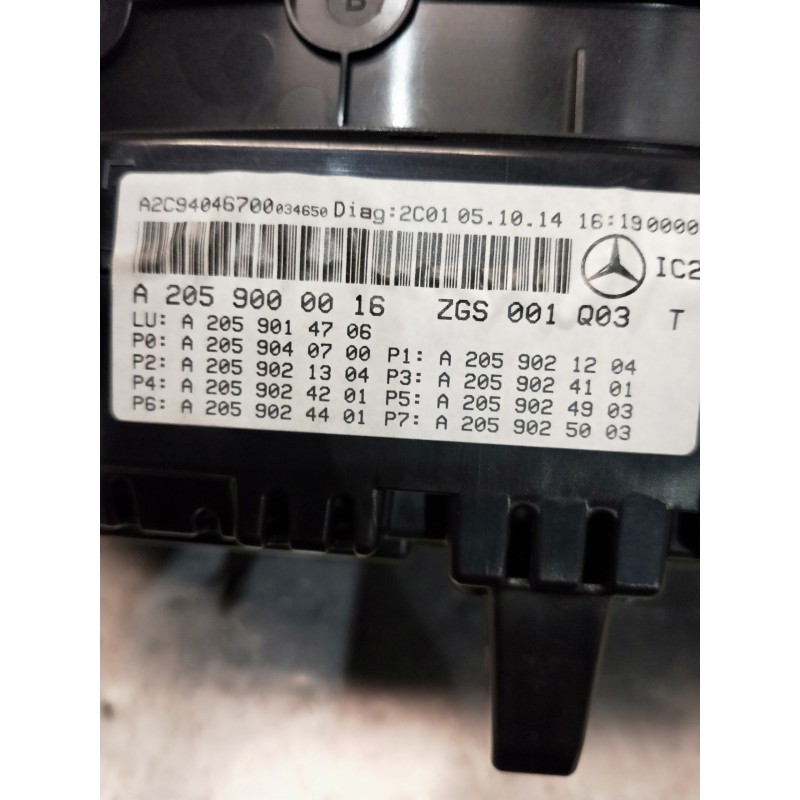 B
A2C94046700034650 Diag:2C01 05.10.14 16:190000
IC2
A 205 900 00 16 ZGS 001 Q03 T
LU: A 205 901 47 06
P0: A 205 904 07 00 P1: A 205 902 12 04
P2: A 205 902 13 04 P3: A 205 902 41 01
P4: A 205 902 42 01 P5: A 205 902 49 03
P6: A 205 902 44 01 P7: A 205 902 50 03